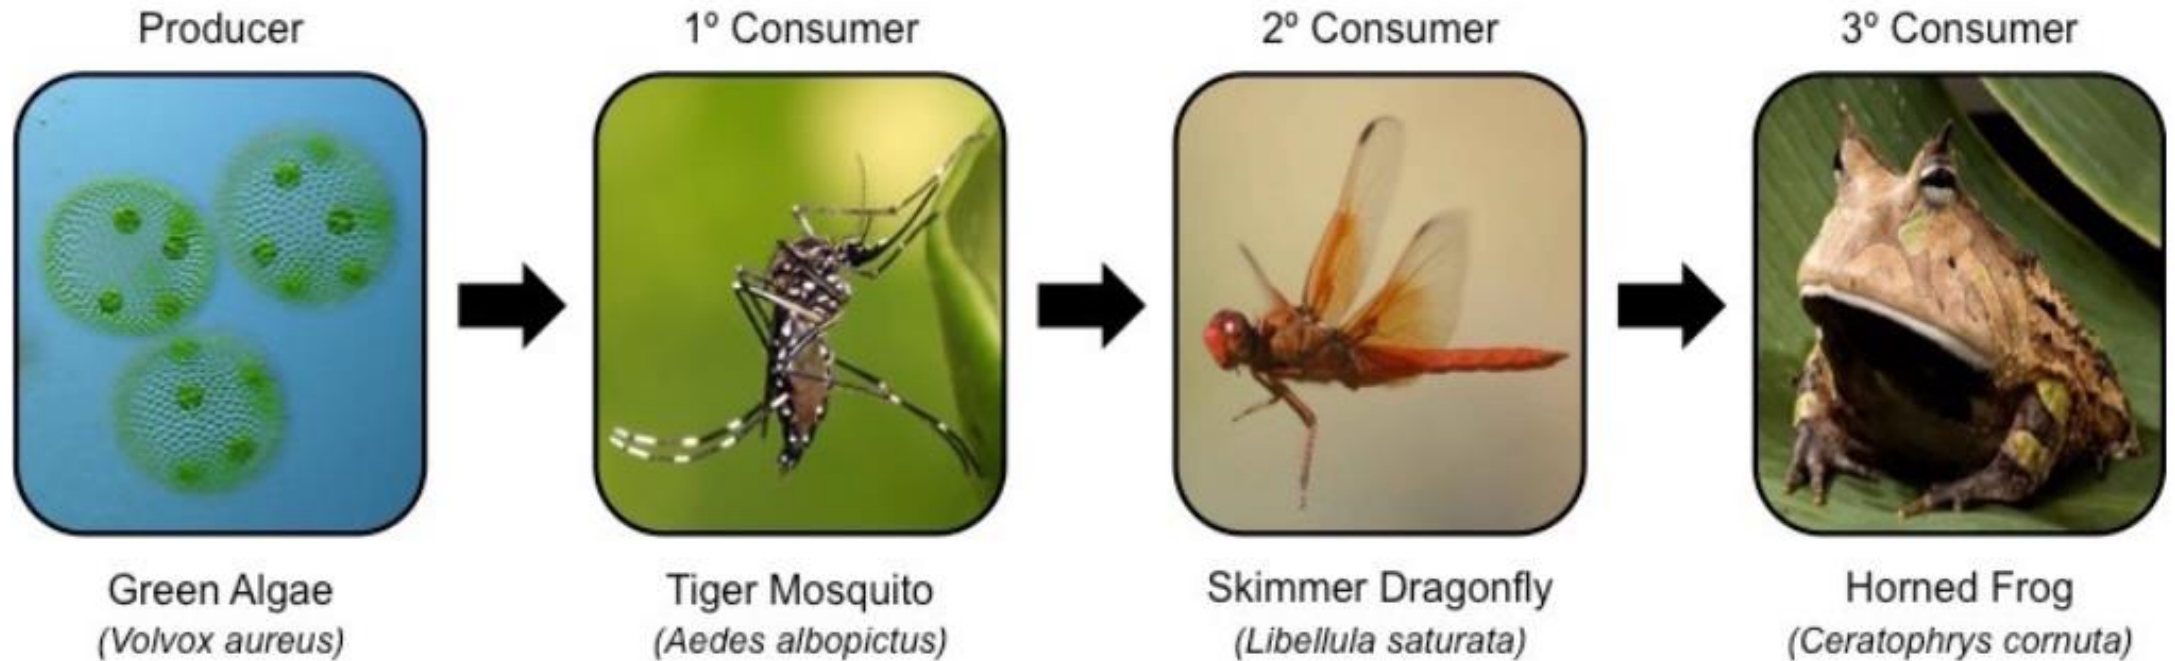 Producer
1º Consumer
2º Consumer
3º Consumer
Green Algae
(Volvox aureus)
Tiger Mosquito
(Aedes albopictus)
Skimmer Dragonfly
(Libellula saturata)
Horned Frog
(Ceratophrys cornuta)